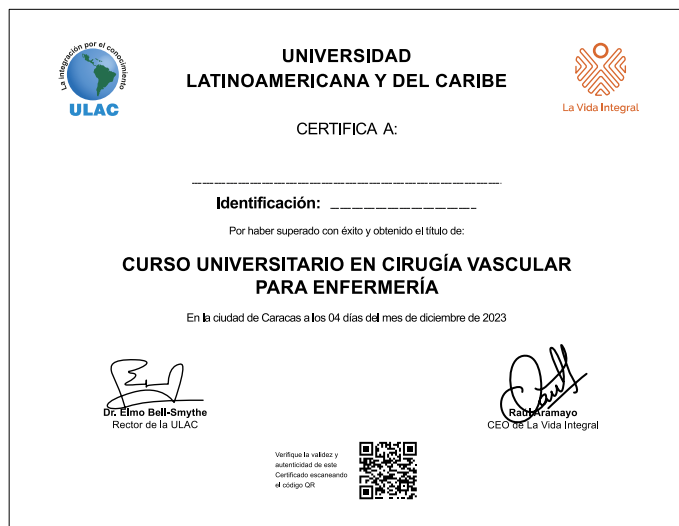 La integración por el conocimiento
ULAC
UNIVERSIDAD
LATINOAMERICANA Y DEL CARIBE
La Vida Integral
CERTIFICA A:
Identificación:
Por haber superado con éxito y obtenido el título de:
CURSO UNIVERSITARIO EN CIRUGÍA VASCULAR
PARA ENFERMERÍA
En la ciudad de Caracas a los 04 días del mes de diciembre de 2023
Dr. Elmo Bell-Smythe
Rector de la ULAC
Raúl Aramayo
CEO de La Vida Integral
Verifique la validez y
autenticidad de este
Certificado escaneando
el código QR